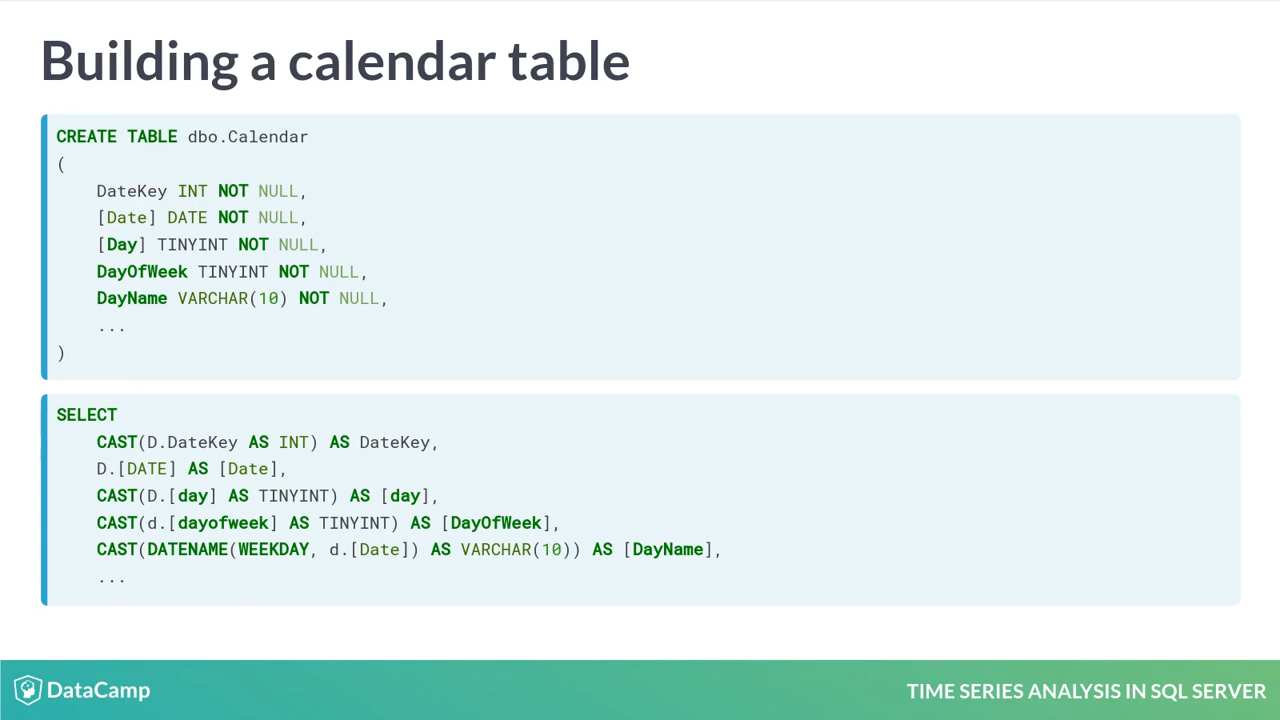 Building a calendar table
CREATE TABLE dbo.Calendar
(
DateKey INT NOT NULL,
[Date] DATE NOT NULL,
[Day] TINYINT NOT NULL,
DayOfWeek TINYINT NOT NULL,
DayName VARCHAR(10) NOT NULL,
...
)
SELECT
CAST(D.DateKey AS INT) AS DateKey,
D.[DATE] AS [Date],
CAST(D.[day] AS TINYINT) AS [day],
CAST(d.[dayofweek] AS TINYINT) AS [DayOfWeek],
CAST(DATENAME(WEEKDAY, d.[Date]) AS VARCHAR(10)) AS [DayName],
...
DataCamp
TIME SERIES ANALYSIS IN SQL SERVER